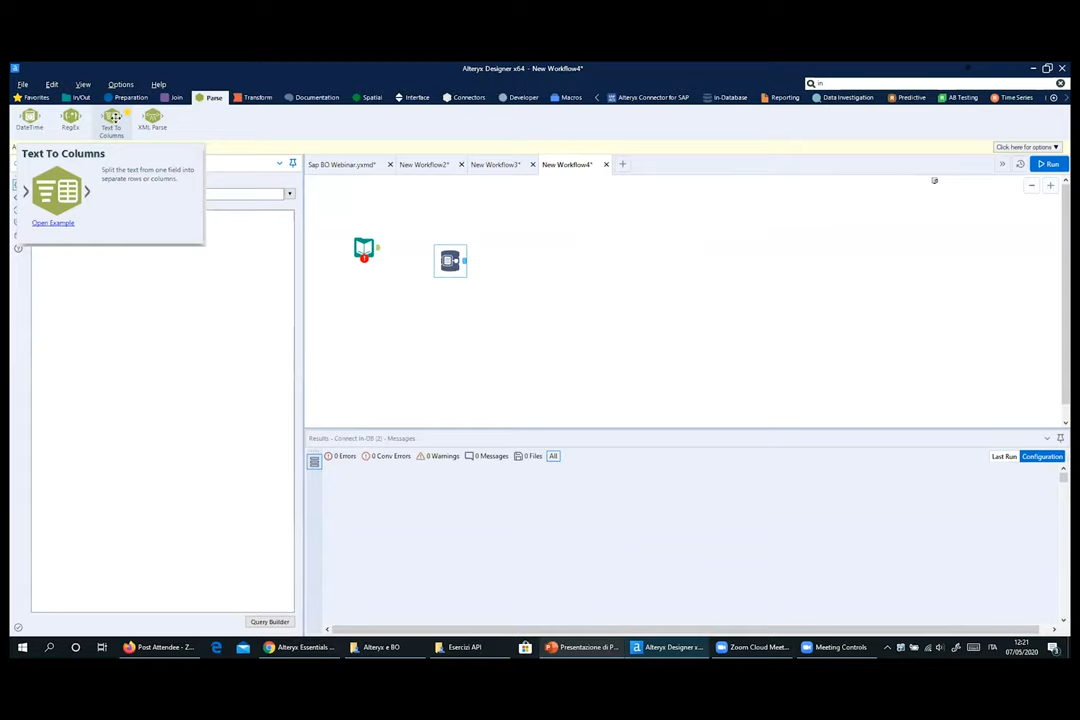 Alteryx Designer x64 - New Workflow4*
File Edit View Options Help
in
Favorites In/Out Preparation Join Parse Transform Documentation Spatial Interface Connectors Developer Macros Alteryx Connector for SAP In-Database Reporting Data Investigation Predictive AB Testing Time Series
DateTime RegEx Text To Columns XML Parse
Click here for options
Text To Columns
Split the text from one field into
separate rows or columns.
Open Example
Sap BO Webinar.yxmd* New Workflow2* New Workflow3* New Workflow4*
Run
Results - Connect In-DB (2) - Messages
0 Errors 0 Conv Errors 0 Warnings 0 Messages 0 Files All
Last Run Configuration
Query Builder
Post Attendee - Z... Alteryx Essentials ... Alteryx e BO Esercizi API Presentazione di P... Alteryx Designer x... Zoom Cloud Meet... Meeting Controls ITA
12:21
07/05/2020